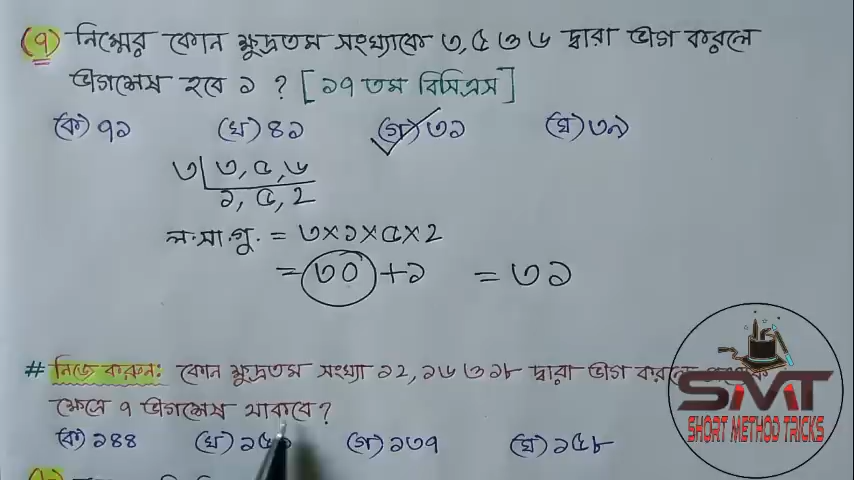 (৭) নিম্নের কোন ক্ষুদ্রতম সংখ্যাকে ৩, ৫ ও ৬ দ্বারা ভাগ করলে
ভাগশেষ হবে ১ ? [১৭ তম বিসিএস]
(ক) ৭১ (খ) ৪১ (গ) ৩১ (ঘ) ৩৯
৩ | ৩, ৫, ৬
১, ৫, ২
ল.সা.গু. = ৩×১×৫×২
= ৩০ + ১ = ৩১
# নিজে করুন: কোন ক্ষুদ্রতম সংখ্যা ১২, ১৬ ও ১৮ দ্বারা ভাগ করলে
ক্ষেত্রে ৭ ভাগশেষ থাকবে?
(ক) ১৪৪ (খ) (গ) ১৩৭ (ঘ) ১৫৮
SMT
SHORT METHOD TRICKS